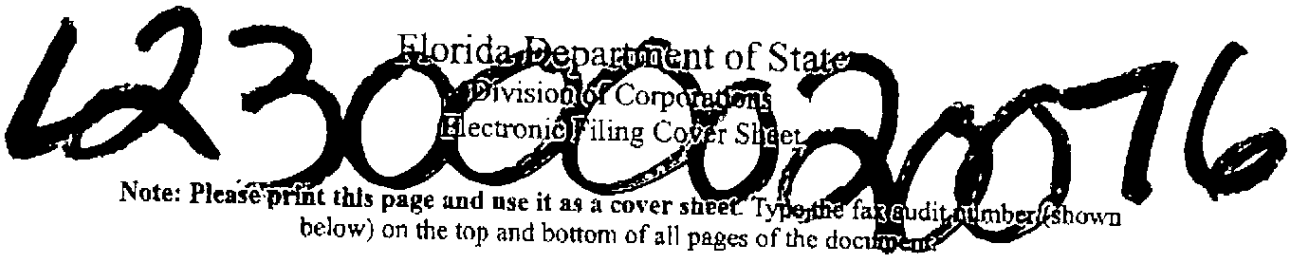 L23000020076
Florida Department of State
Division of Corporations
Electronic Filing Cover Sheet
Note: Please print this page and use it as a cover sheet. Type the fax audit number (shown
below) on the top and bottom of all pages of the document.